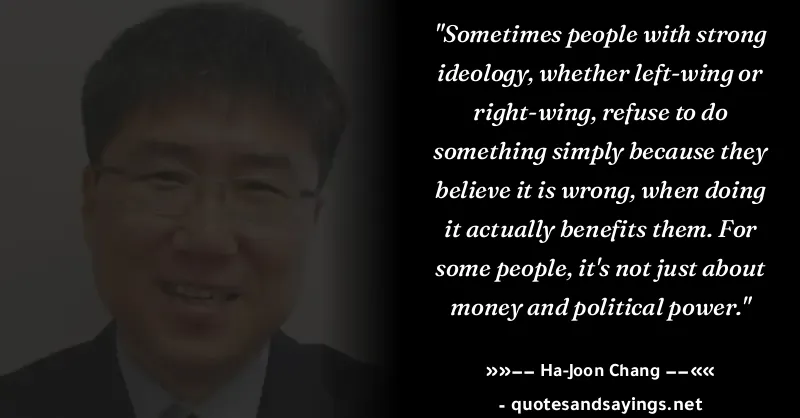 "Sometimes people with strong
ideology, whether left-wing or
right-wing, refuse to do
something simply because they
believe it is wrong, when doing
it actually benefits them. For
some people, it's not just about
money and political power."
»»−− Ha-Joon Chang −−««
- quotesandsayings.net